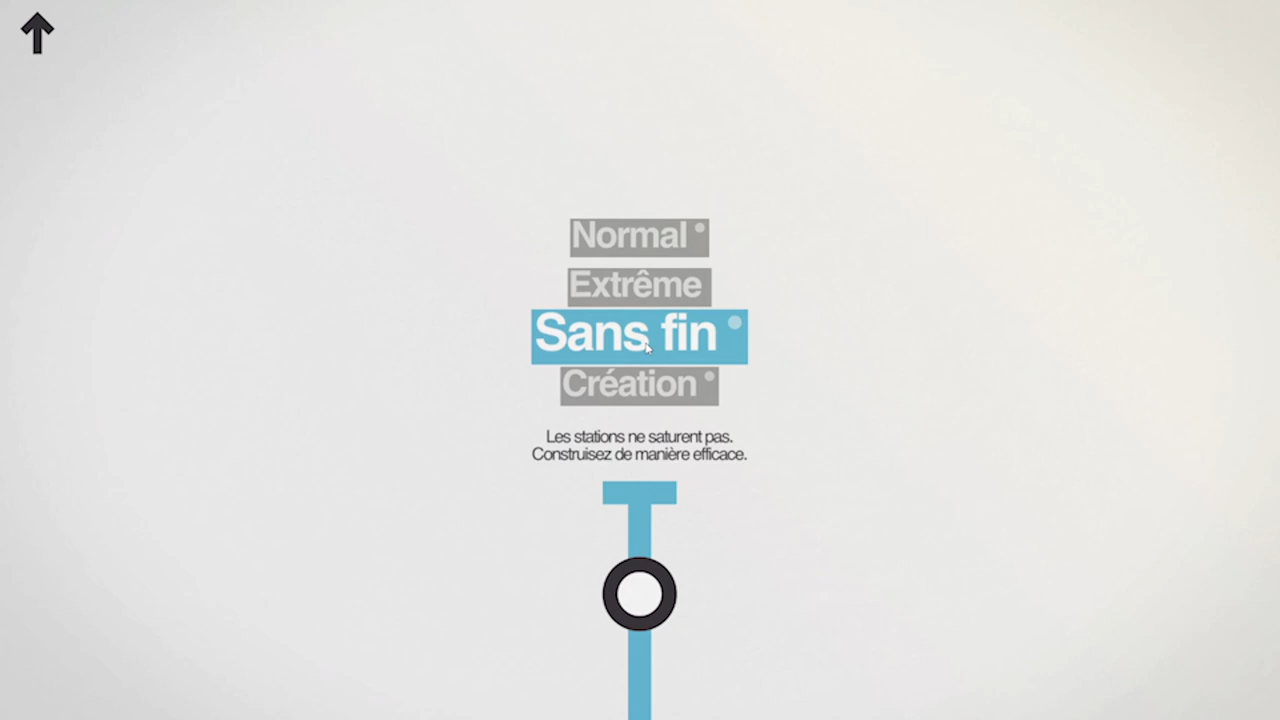 Normal
Extrême
Sans fin
Création
Les stations ne saturent pas.
Construisez de manière efficace.